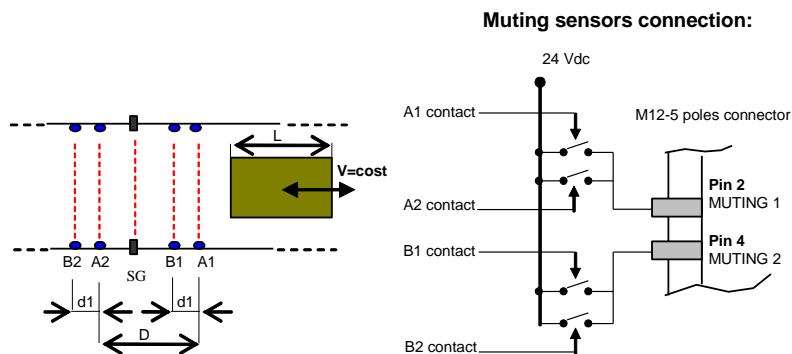 Muting sensors connection:
24 Vdc
A1 contact
M12-5 poles connector
L
V=cost
A2 contact
Pin 2
MUTING 1
B1 contact
Pin 4
MUTING 2
B2 A2 B1 A1
SG
d1 d1
D
B2 contact